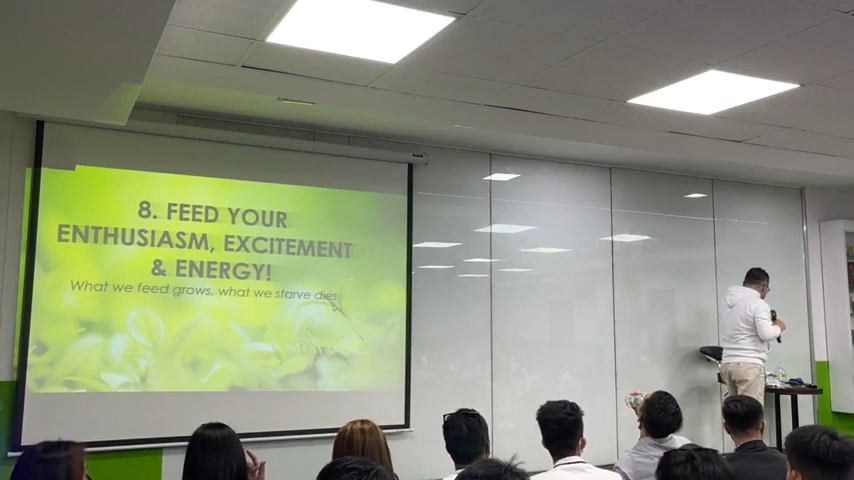 8. FEED YOUR
ENTHUSIASM, EXCITEMENT
& ENERGY!
What we feed grows, what we starve dies